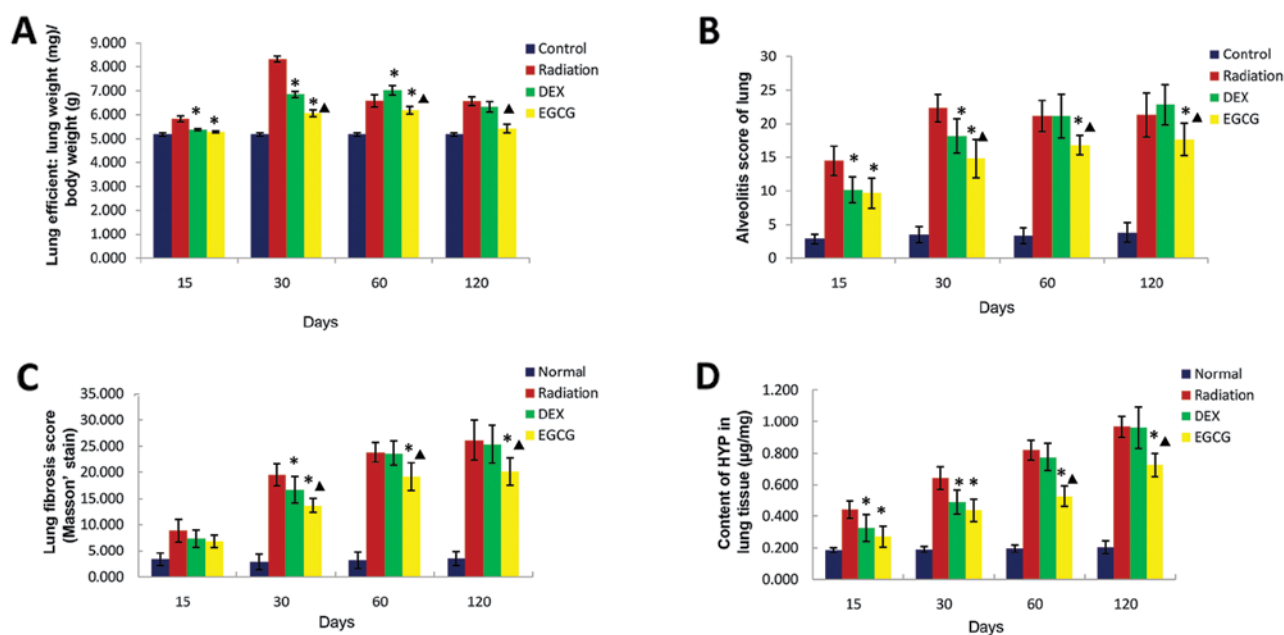 A
Lung efficient: lung weight (mg)/
body weight (g)
9.000
8.000
7.000
6.000
5.000
4.000
3.000
2.000
1.000
0.000
* *
*
*▲
*
*▲
▲
15 30 60 120
Days
Control
Radiation
DEX
EGCG
B
Alveolitis score of lung
30
25
20
15
10
5
0
* *
*
*▲
*▲
*▲
15 30 60 120
Days
Control
Radiation
DEX
EGCG
C
Lung fibrosis score
(Masson' stain)
35.000
30.000
25.000
20.000
15.000
10.000
5.000
0.000
*
*▲
*▲
*▲
15 30 60 120
Days
Normal
Radiation
DEX
EGCG
D
Content of HYP in
lung tissue (μg/mg)
1.200
1.000
0.800
0.600
0.400
0.200
0.000
* *
* *
*▲
*▲
15 30 60 120
Days
Normal
Radiation
DEX
EGCG